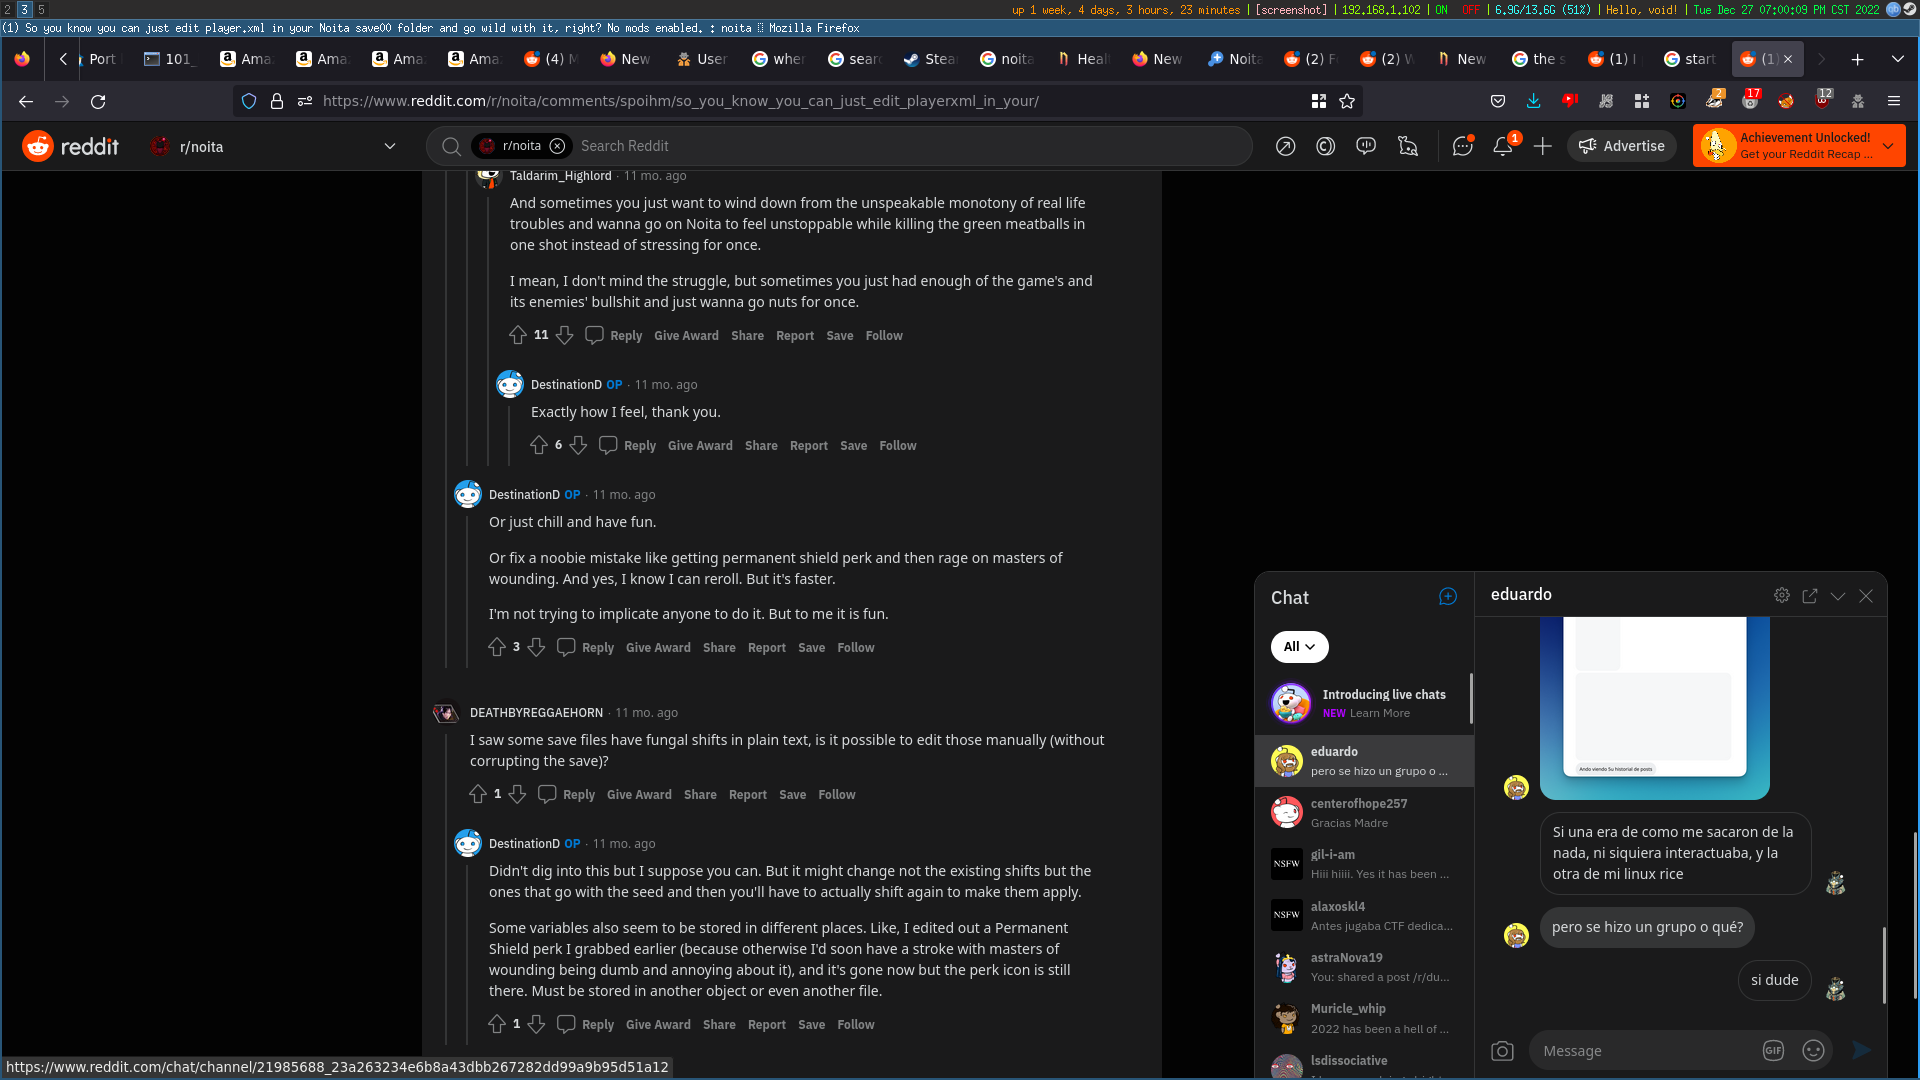 2 3 5
up 1 week, 4 days, 3 hours, 23 minutes | [screenshot] | 192.168.1.102 | ON OFF | 6.9G/13.6G (51%) | Hello, void! | Tue Dec 27 07:00:09 PM CST 2022
(1) So you know you can just edit player.xml in your Noita save00 folder and go wild with it, right? No mods enabled. : noita Mozilla Firefox
Port 101_ Ama Ama Ama Ama (4) M New User wher sear Stea noita Heal New Noita (2) F (2) W New the s (1) I start (1)
https://www.reddit.com/r/noita/comments/spoihm/so_you_know_you_can_just_edit_playerxml_in_your/
2 17 12
reddit r/noita
r/noita Search Reddit
1
Advertise
Achievement Unlocked!
Get your Reddit Recap ...
Taldarim_Highlord · 11 mo. ago
And sometimes you just want to wind down from the unspeakable monotony of real life
troubles and wanna go on Noita to feel unstoppable while killing the green meatballs in
one shot instead of stressing for once.
I mean, I don't mind the struggle, but sometimes you just had enough of the game's and
its enemies' bullshit and just wanna go nuts for once.
11 Reply Give Award Share Report Save Follow
DestinationD OP · 11 mo. ago
Exactly how I feel, thank you.
6 Reply Give Award Share Report Save Follow
DestinationD OP · 11 mo. ago
Or just chill and have fun.
Or fix a noobie mistake like getting permanent shield perk and then rage on masters of
wounding. And yes, I know I can reroll. But it's faster.
I'm not trying to implicate anyone to do it. But to me it is fun.
3 Reply Give Award Share Report Save Follow
DEATHBYREGGAEHORN · 11 mo. ago
I saw some save files have fungal shifts in plain text, is it possible to edit those manually (without
corrupting the save)?
1 Reply Give Award Share Report Save Follow
DestinationD OP · 11 mo. ago
Didn't dig into this but I suppose you can. But it might change not the existing shifts but the
ones that go with the seed and then you'll have to actually shift again to make them apply.
Some variables also seem to be stored in different places. Like, I edited out a Permanent
Shield perk I grabbed earlier (because otherwise I'd soon have a stroke with masters of
wounding being dumb and annoying about it), and it's gone now but the perk icon is still
there. Must be stored in another object or even another file.
1 Reply Give Award Share Report Save Follow
https://www.reddit.com/chat/channel/21985688_23a263234e6b8a43dbb267282dd99a9b95d51a12
Chat
All
Introducing live chats
NEW Learn More
eduardo
pero se hizo un grupo o ...
centerofhope257
Gracias Madre
NSFW
gil-i-am
Hiii hiiii. Yes it has been ...
NSFW
alaxoskl4
Antes jugaba CTF dedica...
astraNova19
You: shared a post /r/du...
Muricle_whip
2022 has been a hell of ...
lsdissociative
eduardo
Ando viendo Su historial de posts
Si una era de como me sacaron de la
nada, ni siquiera interactuaba, y la
otra de mi linux rice
pero se hizo un grupo o qué?
si dude
Message
GIF